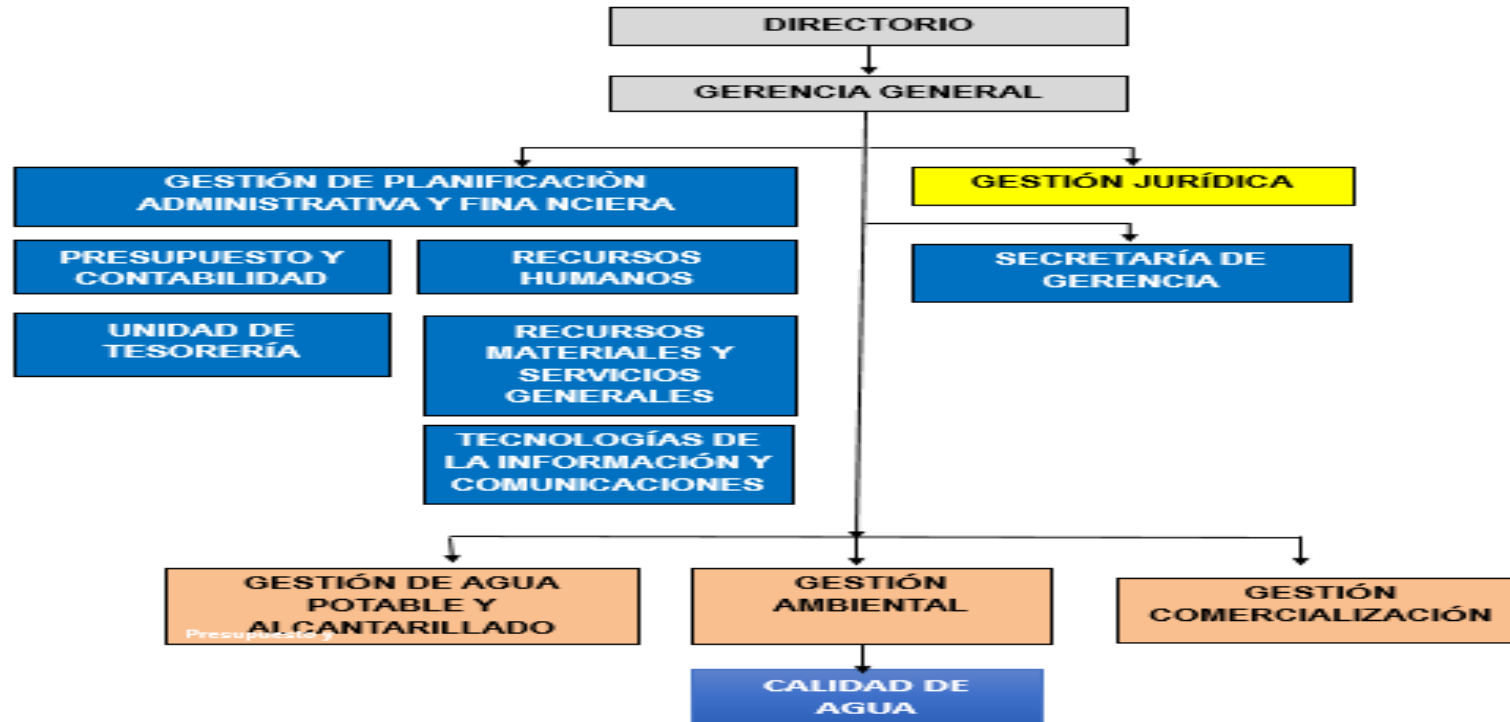 DIRECTORIO
GERENCIA GENERAL
GESTIÓN DE PLANIFICACIÒN
ADMINISTRATIVA Y FINA NCIERA
GESTIÓN JURÍDICA
PRESUPUESTO Y
CONTABILIDAD
RECURSOS
HUMANOS
SECRETARÍA DE
GERENCIA
UNIDAD DE
TESORERÍA
RECURSOS
MATERIALES Y
SERVICIOS
GENERALES
TECNOLOGÍAS DE
LA INFORMACIÓN Y
COMUNICACIONES
GESTIÓN DE AGUA
POTABLE Y
ALCANTARILLADO
Presupuesto y
GESTIÓN
AMBIENTAL
GESTIÓN
COMERCIALIZACIÓN
CALIDAD DE
AGUA